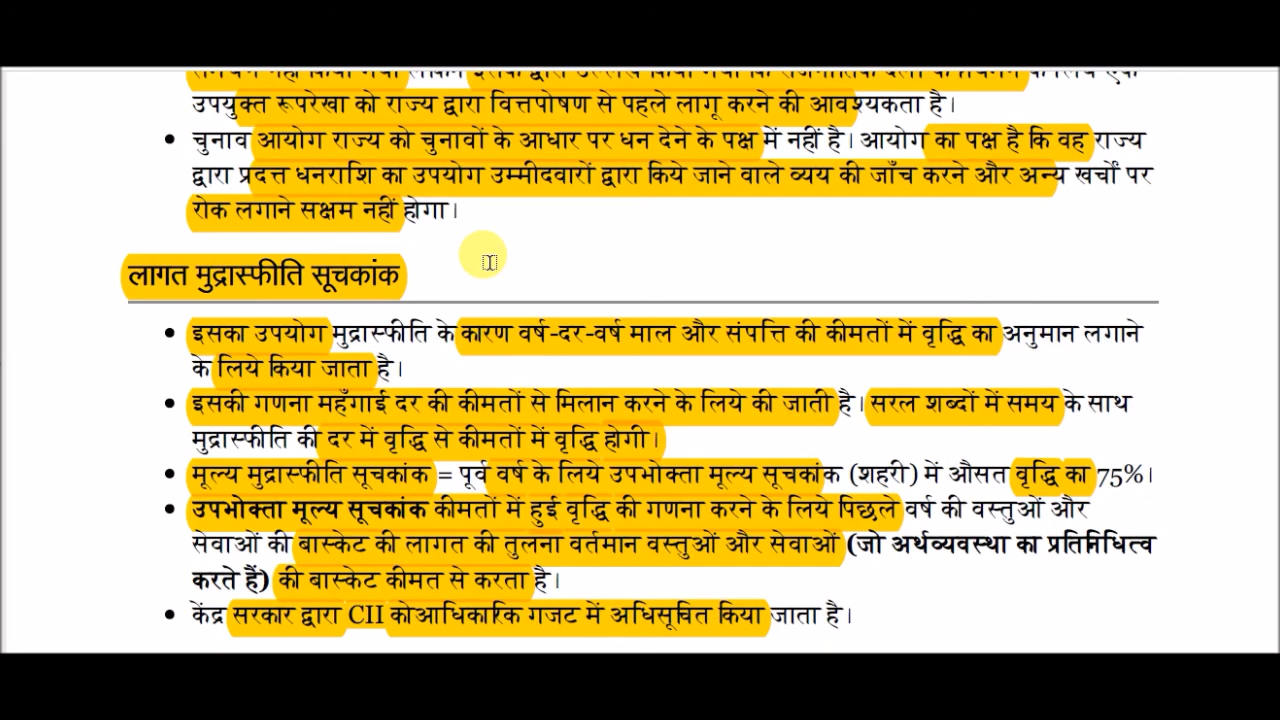 उपयुक्त रूपरेखा को राज्य द्वारा वित्तपोषण से पहले लागू करने की आवश्यकता है।
• चुनाव आयोग राज्य को चुनावों के आधार पर धन देने के पक्ष में नहीं है। आयोग का पक्ष है कि वह राज्य
द्वारा प्रदत्त धनराशि का उपयोग उम्मीदवारों द्वारा किये जाने वाले व्यय की जाँच करने और अन्य खर्चों पर
रोक लगाने सक्षम नहीं होगा।
लागत मुद्रास्फीति सूचकांक
• इसका उपयोग मुद्रास्फीति के कारण वर्ष-दर-वर्ष माल और संपत्ति की कीमतों में वृद्धि का अनुमान लगाने
के लिये किया जाता है।
• इसकी गणना महँगाई दर की कीमतों से मिलान करने के लिये की जाती है। सरल शब्दों में समय के साथ
मुद्रास्फीति की दर में वृद्धि से कीमतों में वृद्धि होगी।
• मूल्य मुद्रास्फीति सूचकांक = पूर्व वर्ष के लिये उपभोक्ता मूल्य सूचकांक (शहरी) में औसत वृद्धि का 75%।
• उपभोक्ता मूल्य सूचकांक कीमतों में हुई वृद्धि की गणना करने के लिये पिछले वर्ष की वस्तुओं और
सेवाओं की बास्केट की लागत की तुलना वर्तमान वस्तुओं और सेवाओं (जो अर्थव्यवस्था का प्रतिनिधित्व
करते हैं) की बास्केट कीमत से करता है।
• केंद्र सरकार द्वारा CII कोआधिकारिक गजट में अधिसूचित किया जाता है।